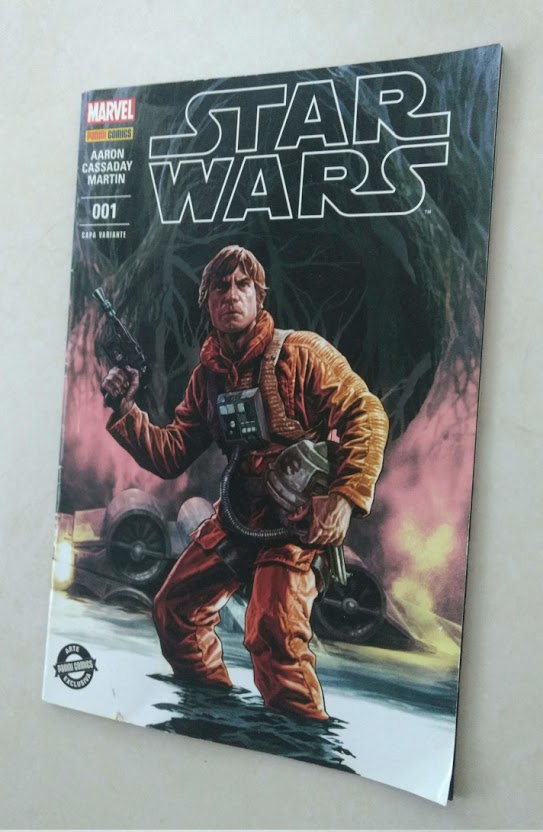 MARVEL
PANINI COMICS
AARON
CASSADAY
MARTIN
001
CAPA VARIANTE
STAR
WARS
TM
ARTE
PANINI COMICS
EXCLUSIVA